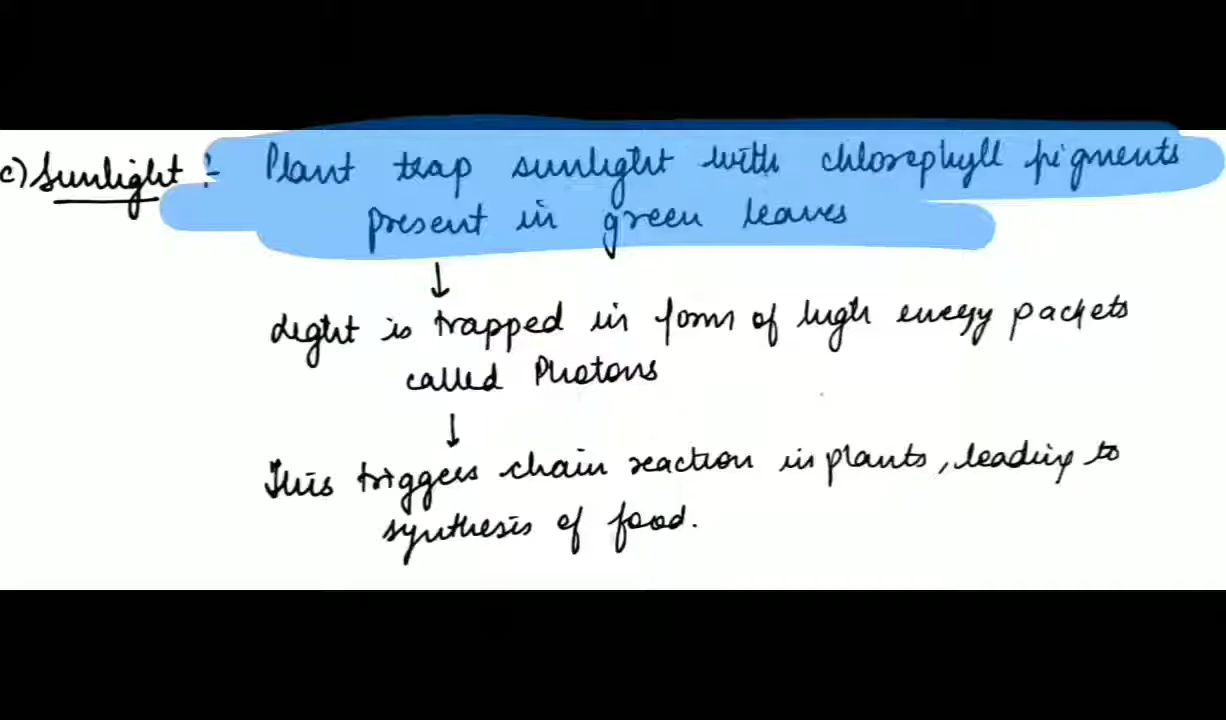 c) Sunlight :- Plant trap sunlight with chlorophyll pigments
present in green leaves
↓
Light is trapped in form of high energy packets
called Photons
↓
This triggers chain reaction in plants, leading to
synthesis of food.